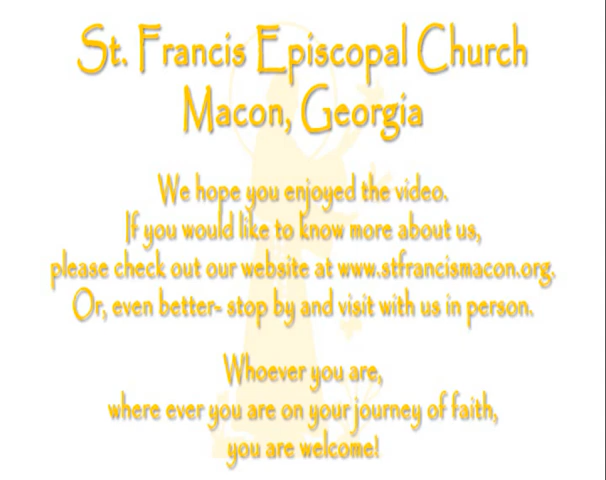 St. Francis Episcopal Church
Macon, Georgia
We hope you enjoyed the video.
If you would like to know more about us,
please check out our website at www.stfrancismacon.org.
Or, even better- stop by and visit with us in person.
Whoever you are,
where ever you are on your journey of faith,
you are welcome!